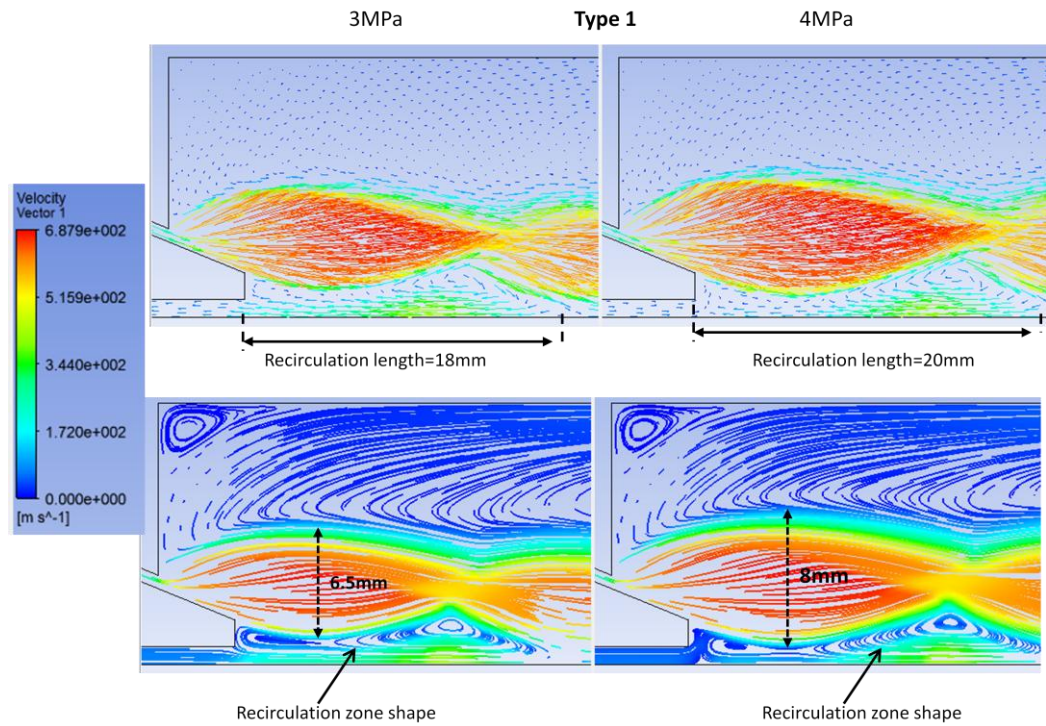 3MPa
Type 1
4MPa
Velocity
Vector 1
6.879e+002
5.159e+002
3.440e+002
1.720e+002
0.000e+000
[m s^-1]
Recirculation length=18mm
Recirculation length=20mm
6.5mm
8mm
Recirculation zone shape
Recirculation zone shape